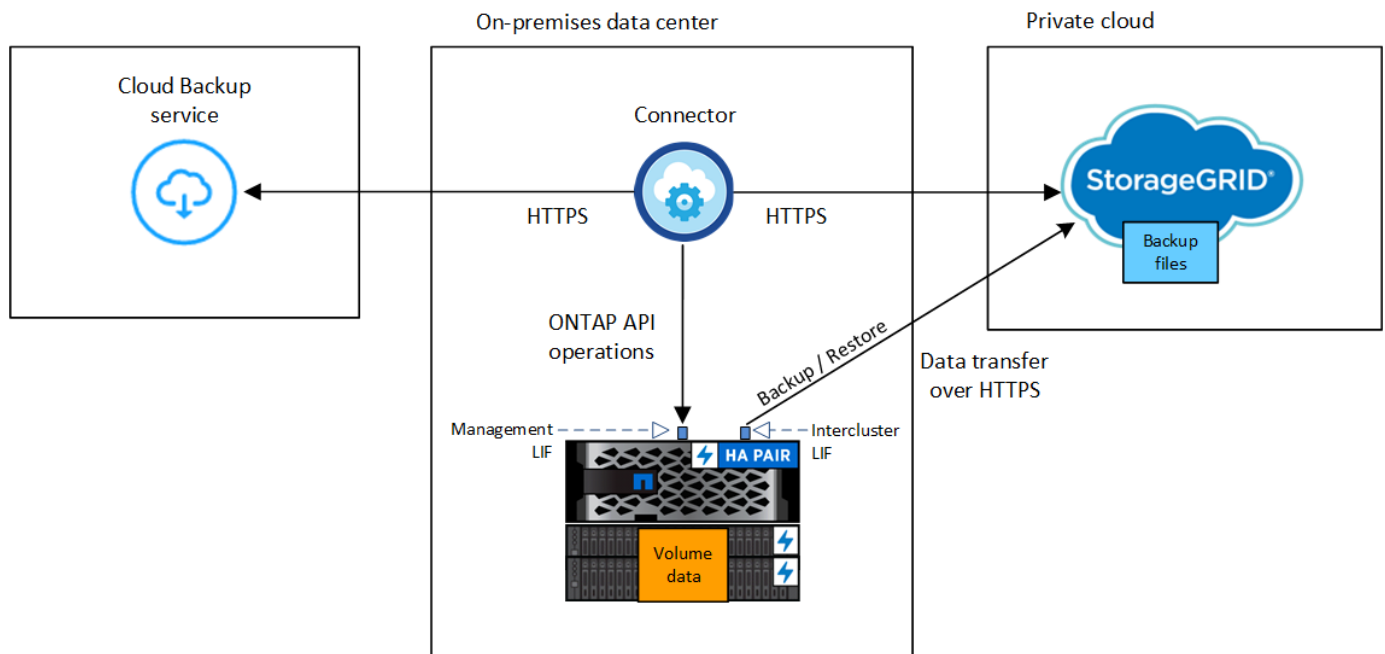 On-premises data center
Private cloud
Cloud Backup
service
Connector
StorageGRID®
Backup
files
HTTPS
HTTPS
ONTAP API
operations
Backup / Restore
Data transfer
over HTTPS
Management
LIF
Intercluster
LIF
HA PAIR
Volume
data